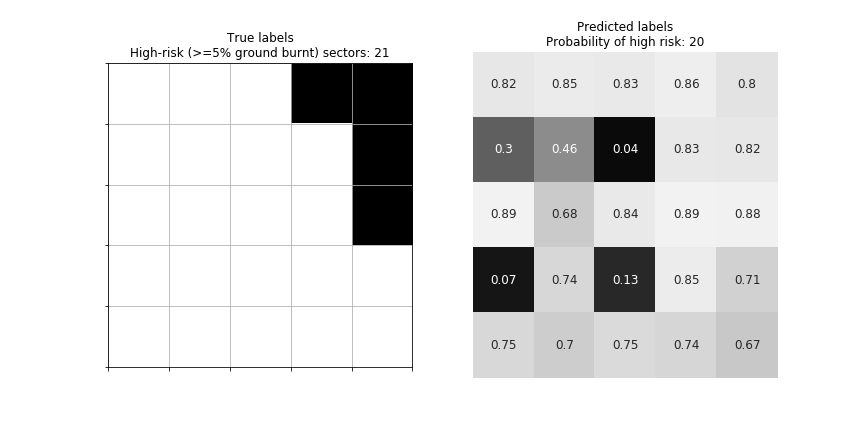 True labels
High-risk (>=5% ground burnt) sectors: 21
Predicted labels
Probability of high risk: 20
0.82 0.85 0.83 0.86 0.8
0.3 0.46 0.04 0.83 0.82
0.89 0.68 0.84 0.89 0.88
0.07 0.74 0.13 0.85 0.71
0.75 0.7 0.75 0.74 0.67